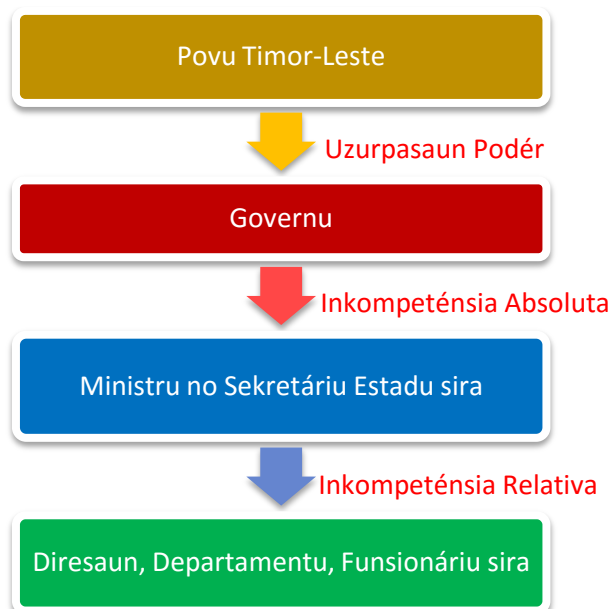 Povu Timor-Leste
Uzurpasaun Podér
Governu
Inkompeténsia Absoluta
Ministru no Sekretáriu Estadu sira
Inkompeténsia Relativa
Diresaun, Departamentu, Funsionáriu sira